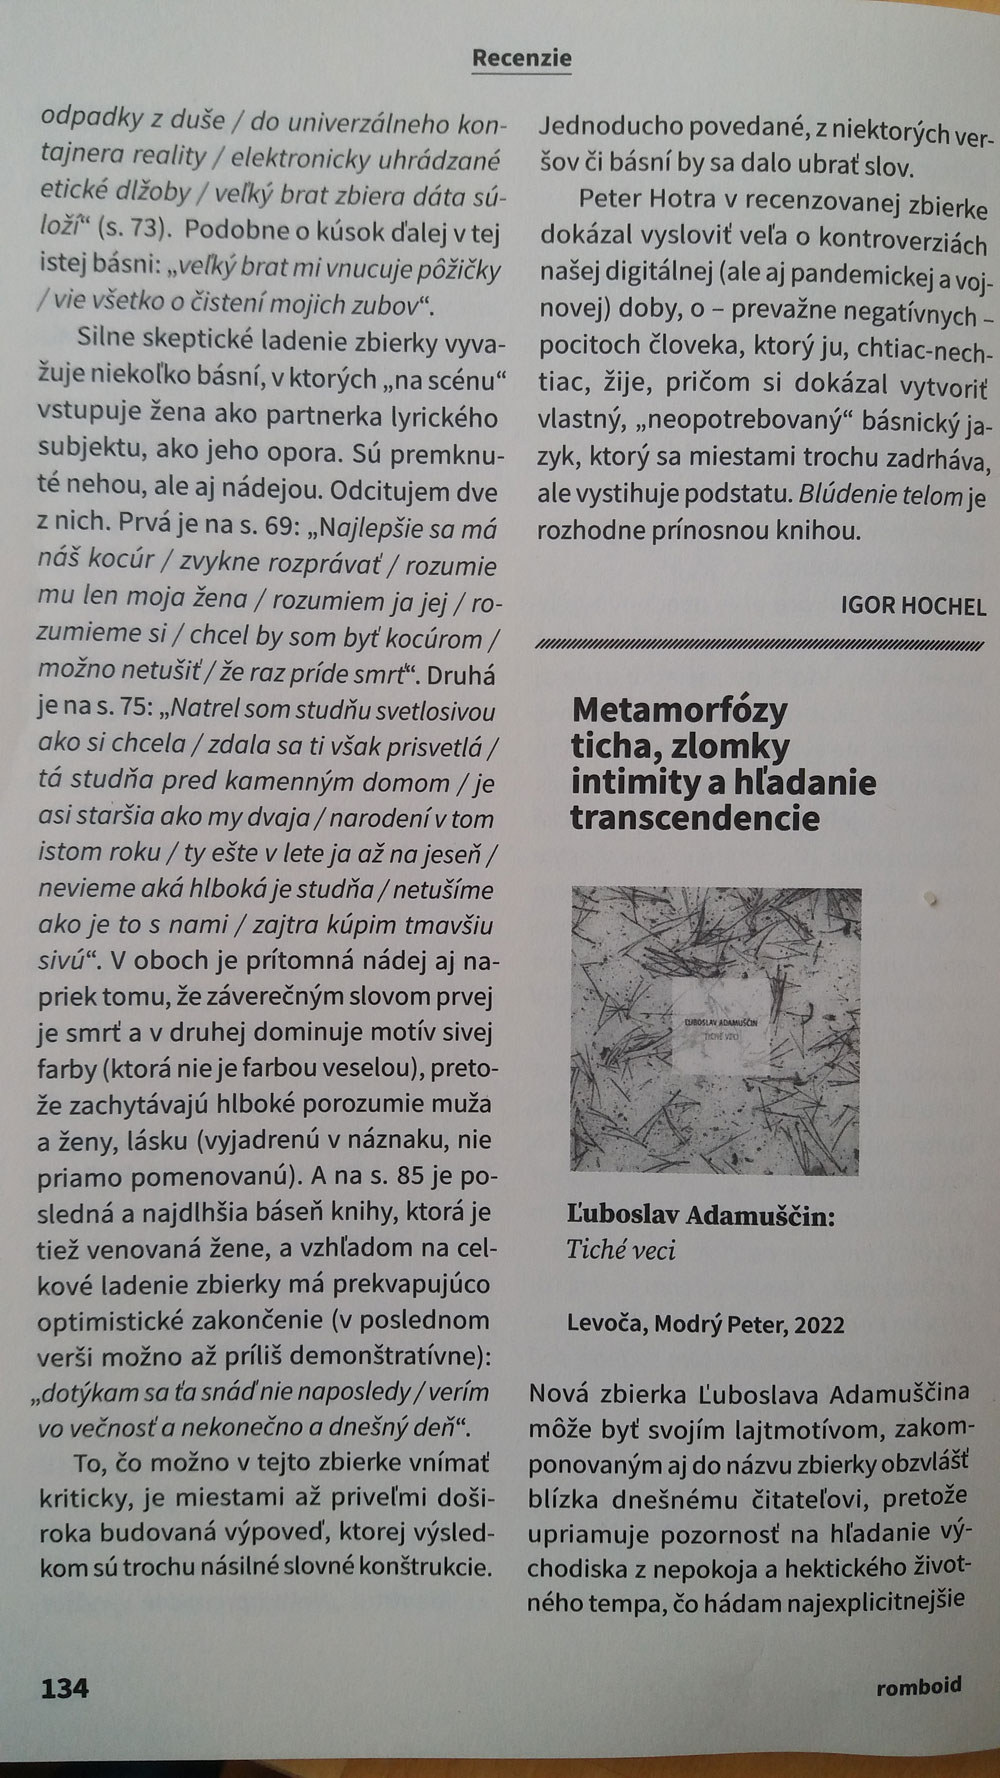 Recenzie
odpadky z duše / do univerzálneho kon-
tajnera reality / elektronicky uhrádzané
etické dlžoby / veľký brat zbiera dáta sú-
loží“ (s. 73). Podobne o kúsok ďalej v tej
istej básni: „veľký brat mi vnucuje pôžičky
/ vie všetko o čistení mojich zubov“.
Silne skeptické ladenie zbierky vyva-
žuje niekoľko básní, v ktorých „na scénu“
vstupuje žena ako partnerka lyrického
subjektu, ako jeho opora. Sú premknu-
té nehou, ale aj nádejou. Odcitujem dve
z nich. Prvá je na s. 69: „Najlepšie sa má
náš kocúr / zvykne rozprávať / rozumie
mu len moja žena / rozumiem ja jej / ro-
zumieme si / chcel by som byť kocúrom /
možno netušiť / že raz príde smrť“. Druhá
je na s. 75: „Natrel som studňu svetlosivou
ako si chcela / zdala sa ti však prisvetlá /
tá studňa pred kamenným domom / je
asi staršia ako my dvaja / narodení v tom
istom roku / ty ešte v lete ja až na jeseň /
nevieme aká hlboká je studňa / netušíme
ako je to s nami / zajtra kúpim tmavšiu
sivú“. V oboch je prítomná nádej aj na-
priek tomu, že záverečným slovom prvej
je smrť a v druhej dominuje motív sivej
farby (ktorá nie je farbou veselou), preto-
že zachytávajú hlboké porozumie muža
a ženy, lásku (vyjadrenú v náznaku, nie
priamo pomenovanú). A na s. 85 je po-
sledná a najdlhšia báseň knihy, ktorá je
tiež venovaná žene, a vzhľadom na cel-
kové ladenie zbierky má prekvapujúco
optimistické zakončenie (v poslednom
verši možno až príliš demonštratívne):
„dotýkam sa ťa snáď nie naposledy / verím
vo večnosť a nekonečno a dnešný deň“.
To, čo možno v tejto zbierke vnímať
kriticky, je miestami až priveľmi doši-
roka budovaná výpoveď, ktorej výsled-
kom sú trochu násilné slovné konštrukcie.
Jednoducho povedané, z niektorých ver-
šov či básní by sa dalo ubrať slov.
Peter Hotra v recenzovanej zbierke
dokázal vysloviť veľa o kontroverziách
našej digitálnej (ale aj pandemickej a voj-
novej) doby, o – prevažne negatívnych –
pocitoch človeka, ktorý ju, chtiac-nech-
tiac, žije, pričom si dokázal vytvoriť
vlastný, „neopotrebovaný“ básnický ja-
zyk, ktorý sa miestami trochu zadrháva,
ale vystihuje podstatu. Blúdenie telom je
rozhodne prínosnou knihou.
IGOR HOCHEL
Metamorfózy
ticha, zlomky
intimity a hľadanie
transcendencie
ĽUBOSLAV ADAMUŠČIN
TICHÉ VECI
Ľuboslav Adamuščin:
Tiché veci
Levoča, Modrý Peter, 2022
Nová zbierka Ľuboslava Adamuščina
môže byť svojím lajtmotívom, zakom-
ponovaným aj do názvu zbierky obzvlášť
blízka dnešnému čitateľovi, pretože
upriamuje pozornosť na hľadanie vý-
chodiska z nepokoja a hektického život-
ného tempa, čo hádam najexplicitnejšie
134
romboid